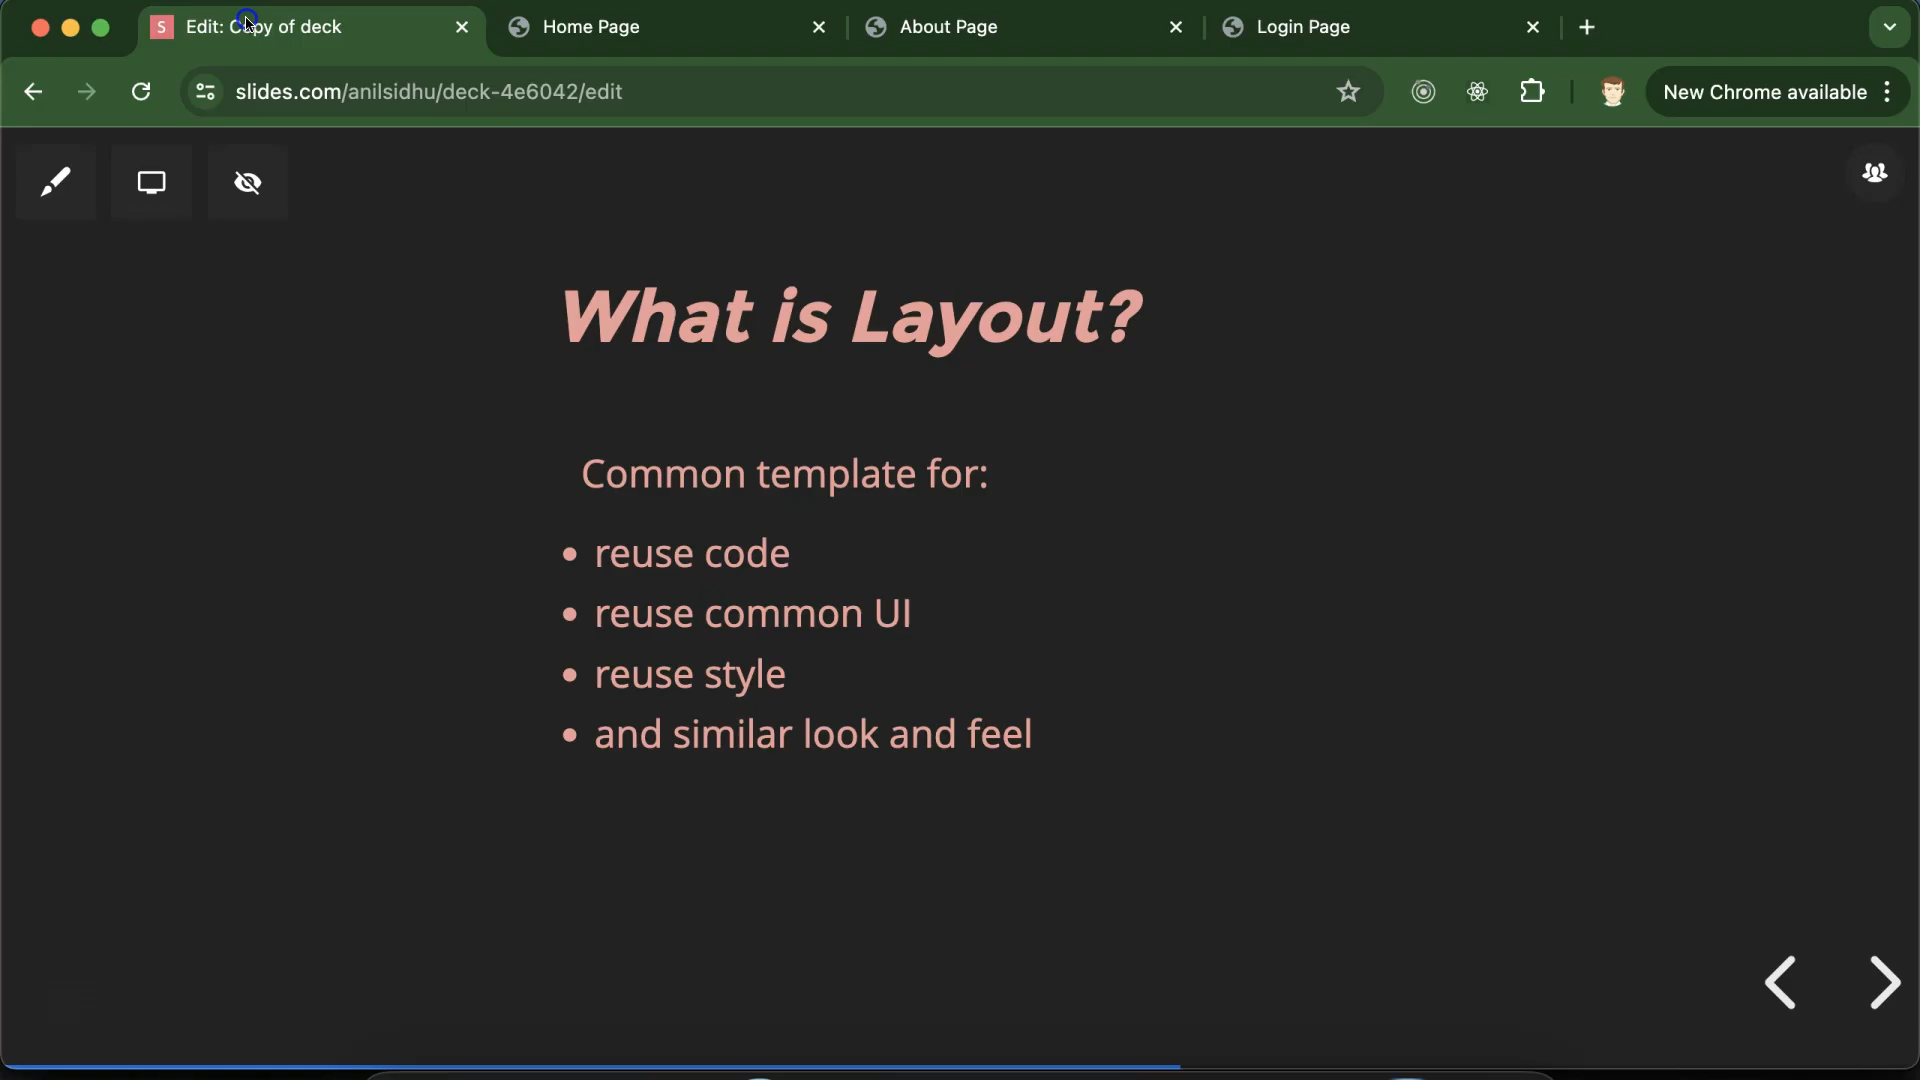 S Edit: Copy of deck
Home Page
About Page
Login Page
slides.com/anilsidhu/deck-4e6042/edit
New Chrome available
What is Layout?
Common template for:
• reuse code
• reuse common UI
• reuse style
• and similar look and feel